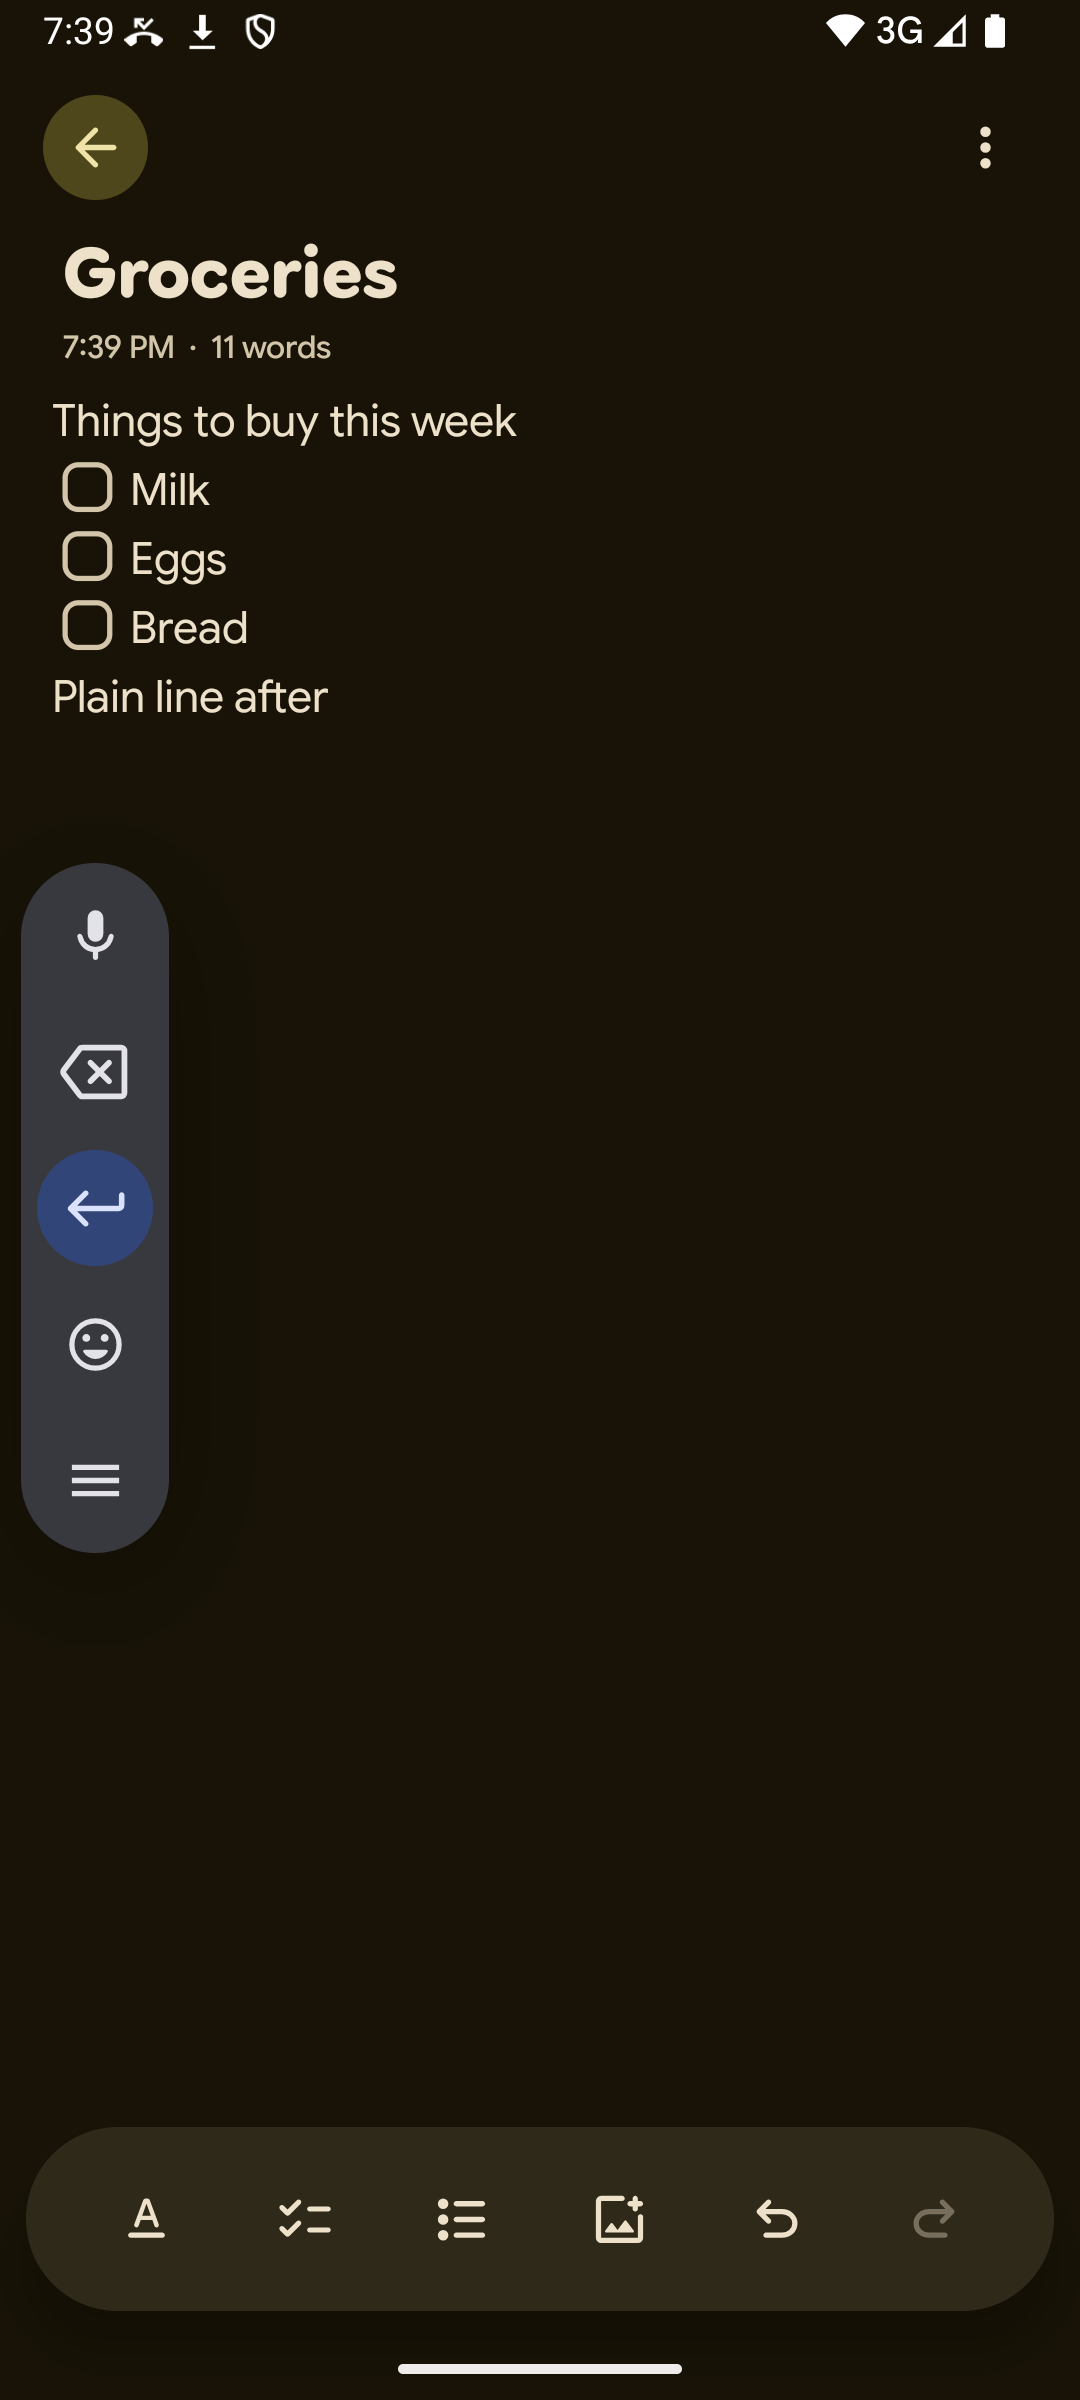 7:39
3G
Groceries
7:39 PM · 11 words
Things to buy this week
Milk
Eggs
Bread
Plain line after
A